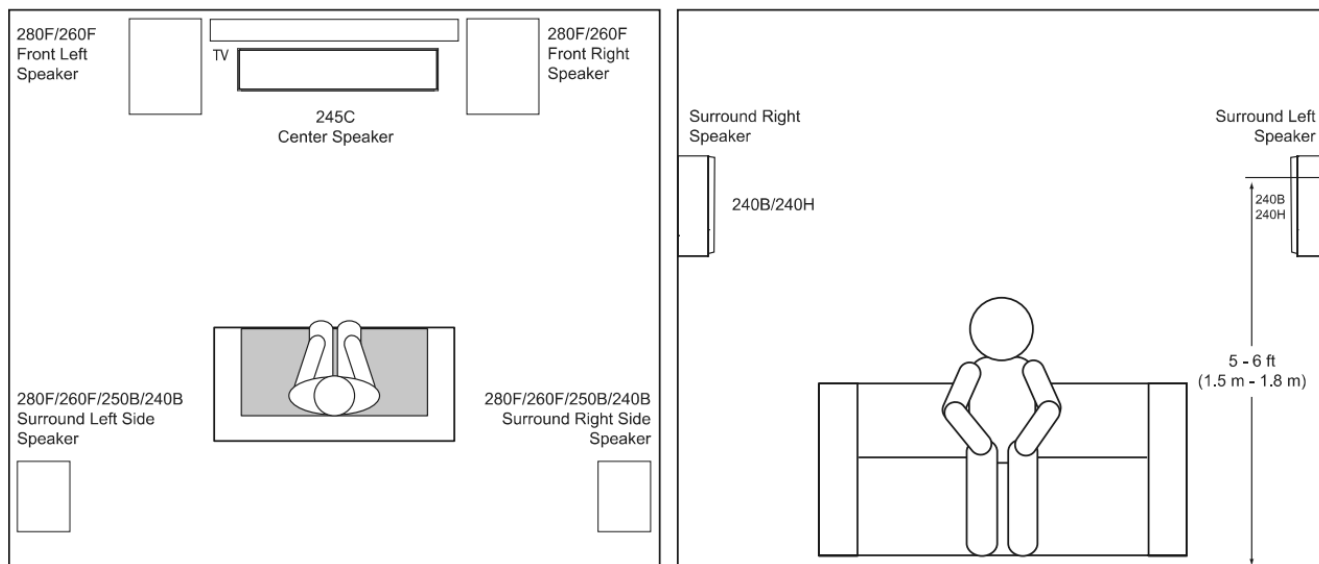 280F/260F
Front Left
Speaker
TV
280F/260F
Front Right
Speaker
245C
Center Speaker
280F/260F/250B/240B
Surround Left Side
Speaker
280F/260F/250B/240B
Surround Right Side
Speaker
Surround Right
Speaker
Surround Left
Speaker
240B/240H
240B
240H
5 - 6 ft
(1.5 m - 1.8 m)